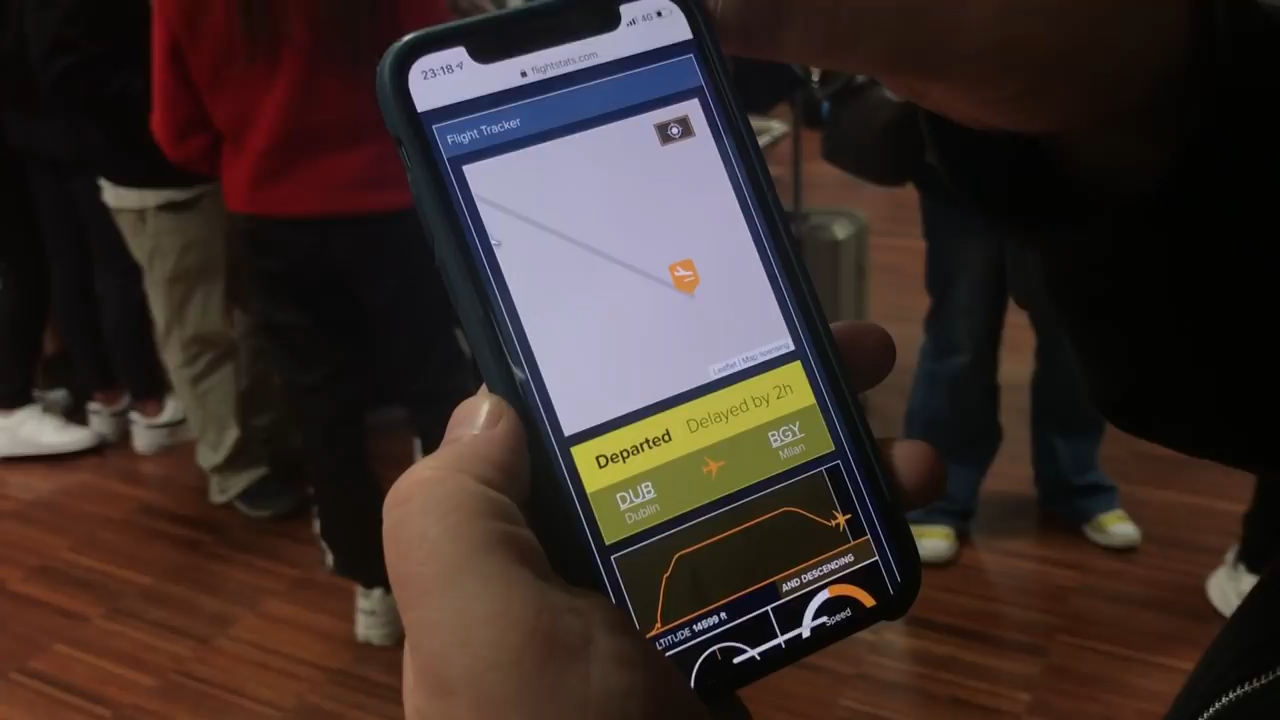 23:18
4G
flightstats.com
Flight Tracker
Leaflet | Map licensing
Departed Delayed by 2h
DUB
Dublin
BGY
Milan
AND DESCENDING
LTITUDE 14599 ft
Speed